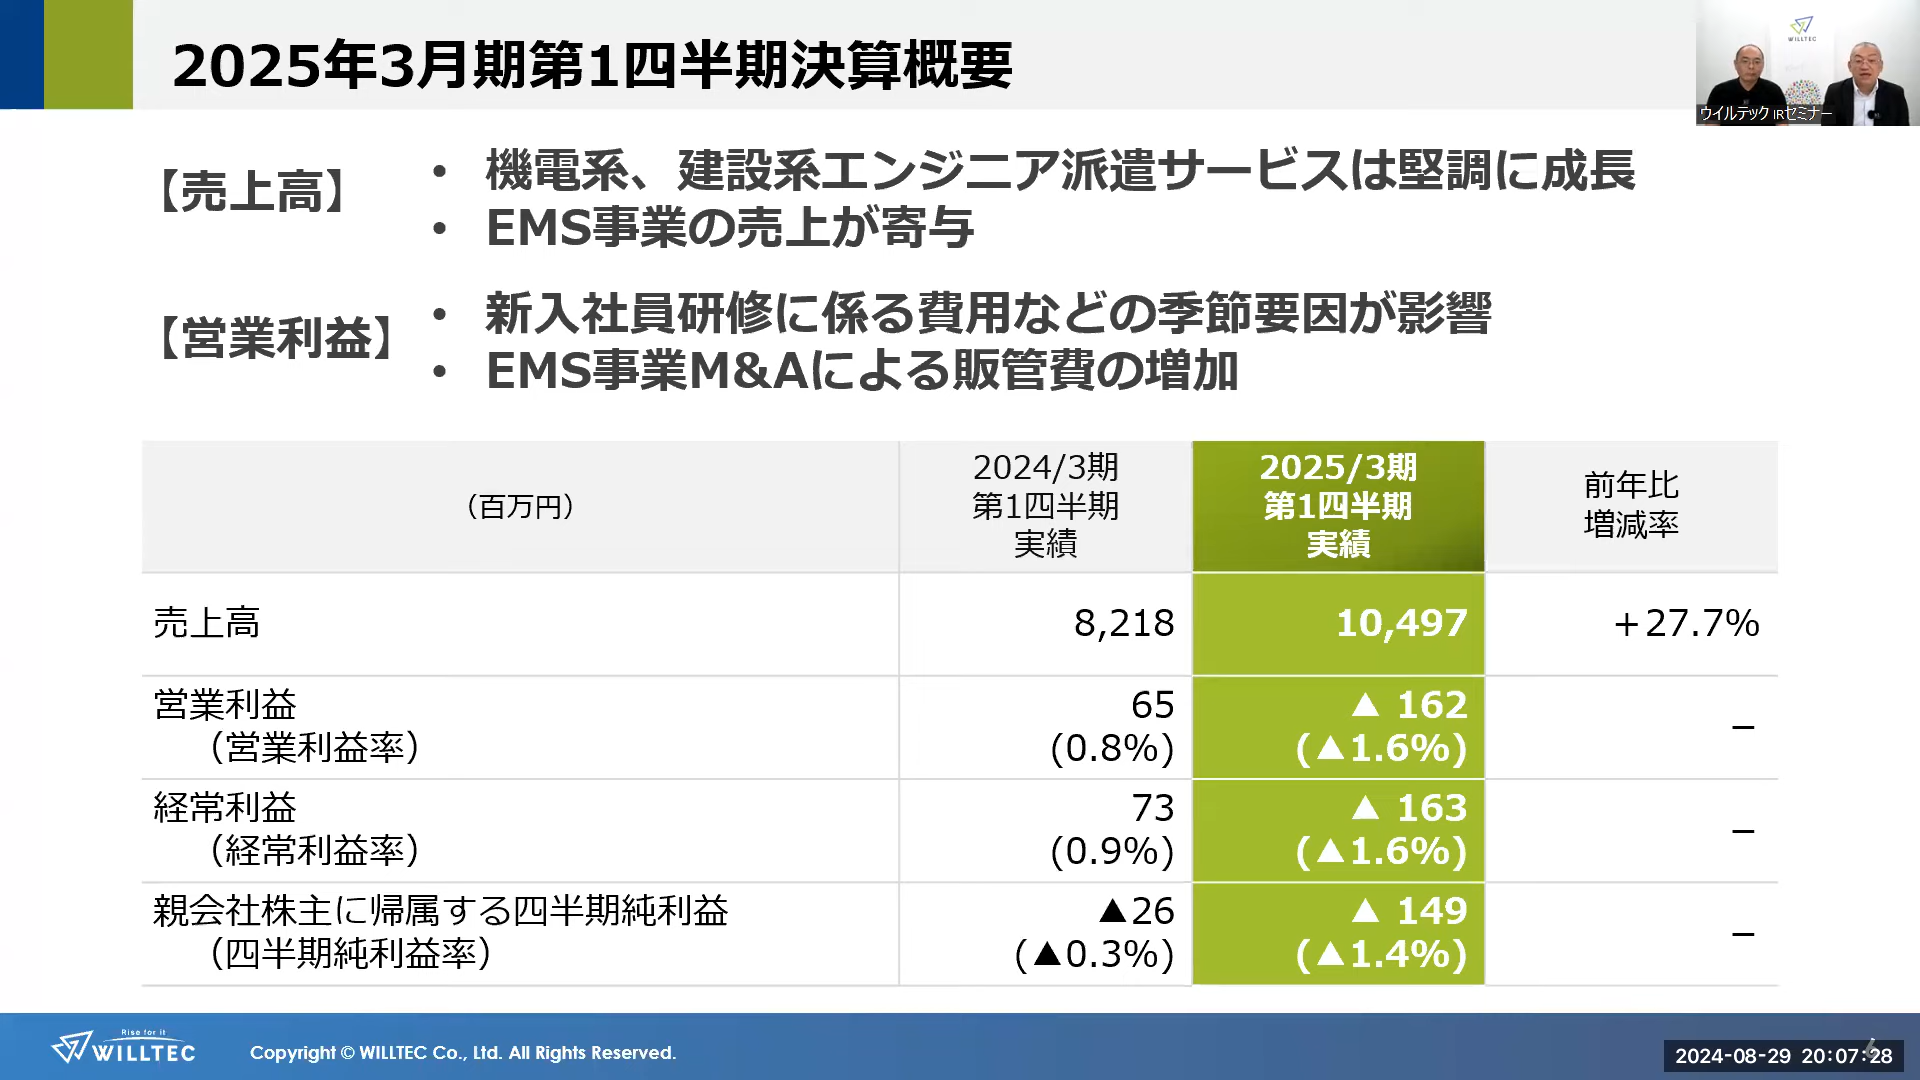 2025年3月期第1四半期決算概要
WILLTEC
ウイルテック IRセミナー
【売上高】
• 機電系、建設系エンジニア派遣サービスは堅調に成長
• EMS事業の売上が寄与
【営業利益】
• 新入社員研修に係る費用などの季節要因が影響
• EMS事業M&Aによる販管費の増加
（百万円）
2024/3期
第1四半期
実績
2025/3期
第1四半期
実績
前年比
増減率
売上高 8,218 10,497 ＋27.7%
営業利益 65 ▲ 162 －
（営業利益率） (0.8%) (▲1.6%)
経常利益 73 ▲ 163 －
（経常利益率） (0.9%) (▲1.6%)
親会社株主に帰属する四半期純利益 ▲26 ▲ 149 －
（四半期純利益率） (▲0.3%) (▲1.4%)
Rise for it
WILLTEC
Copyright © WILLTEC Co., Ltd. All Rights Reserved.
6
2024-08-29 20:07:28